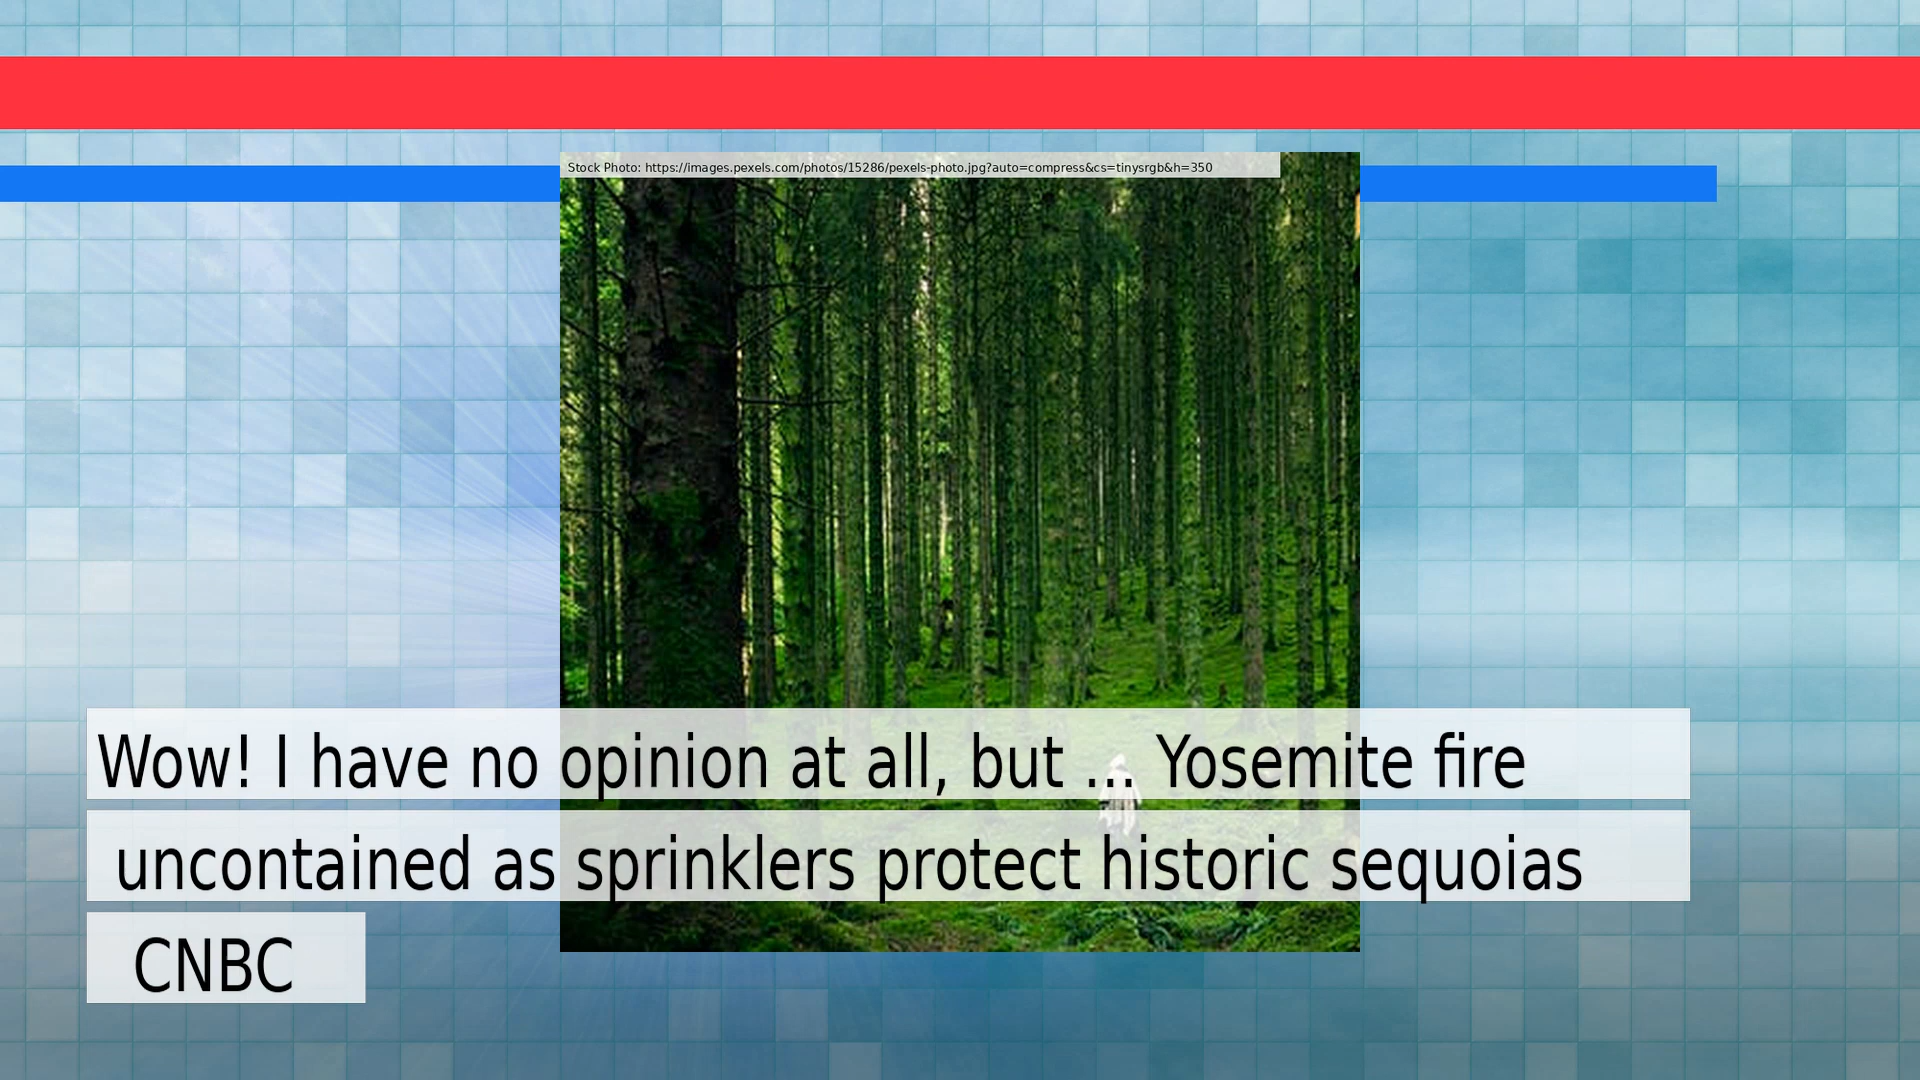 Stock Photo: https://images.pexels.com/photos/15286/pexels-photo.jpg?auto=compress&cs=tinysrgb&h=350
Wow! I have no opinion at all, but ... Yosemite fire
uncontained as sprinklers protect historic sequoias
CNBC